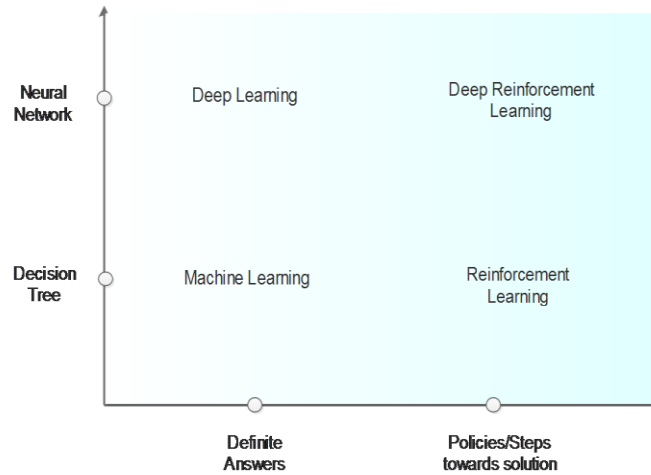 Neural
Network
Deep Learning
Deep Reinforcement
Learning
Decision
Tree
Machine Learning
Reinforcement
Learning
Definite
Answers
Policies/Steps
towards solution